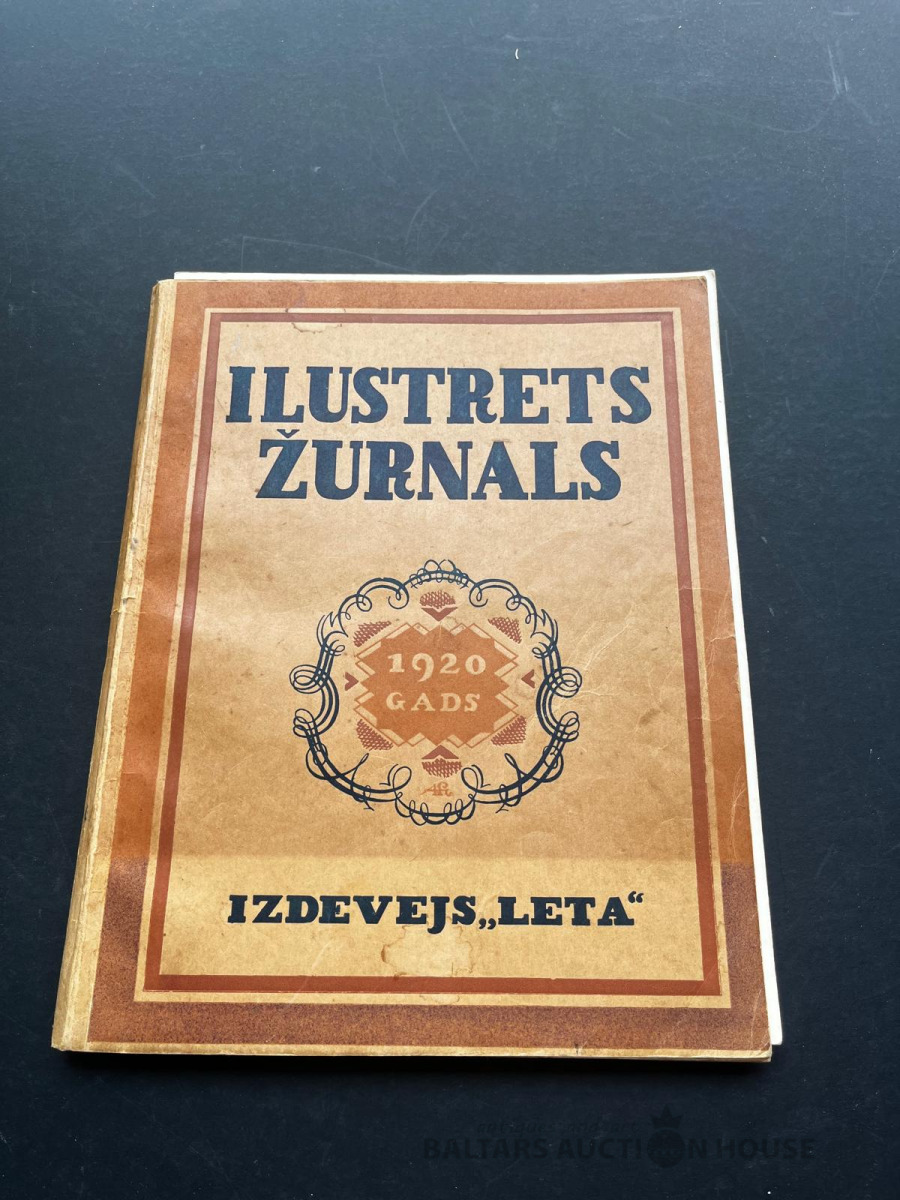 ILUSTRETS
ŽURNALS
1920
GADS
IZDEVEJS „LETA“
BALTARS AUCTION HOUSE